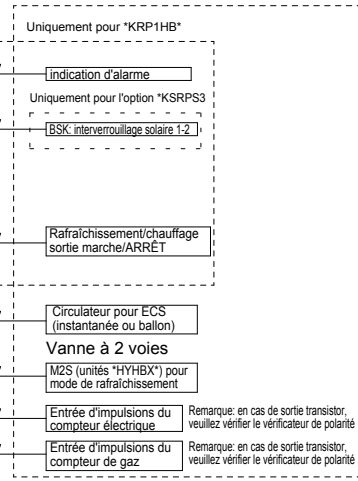 Uniquement pour *KRP1HB*
indication d'alarme
Uniquement pour l'option *KSRPS3
BSK: interverrouillage solaire 1-2
Rafraîchissement/chauffage
sortie marche/ARRÊT
Circulateur pour ECS
(instantanée ou ballon)
Vanne à 2 voies
M2S (unités *HYHBX*) pour
mode de rafraîchissement
Entrée d'impulsions du
compteur électrique
Remarque: en cas de sortie transistor,
veuillez vérifier le vérificateur de polarité
Entrée d'impulsions du
compteur de gaz
Remarque: en cas de sortie transistor,
veuillez vérifier le vérificateur de polarité